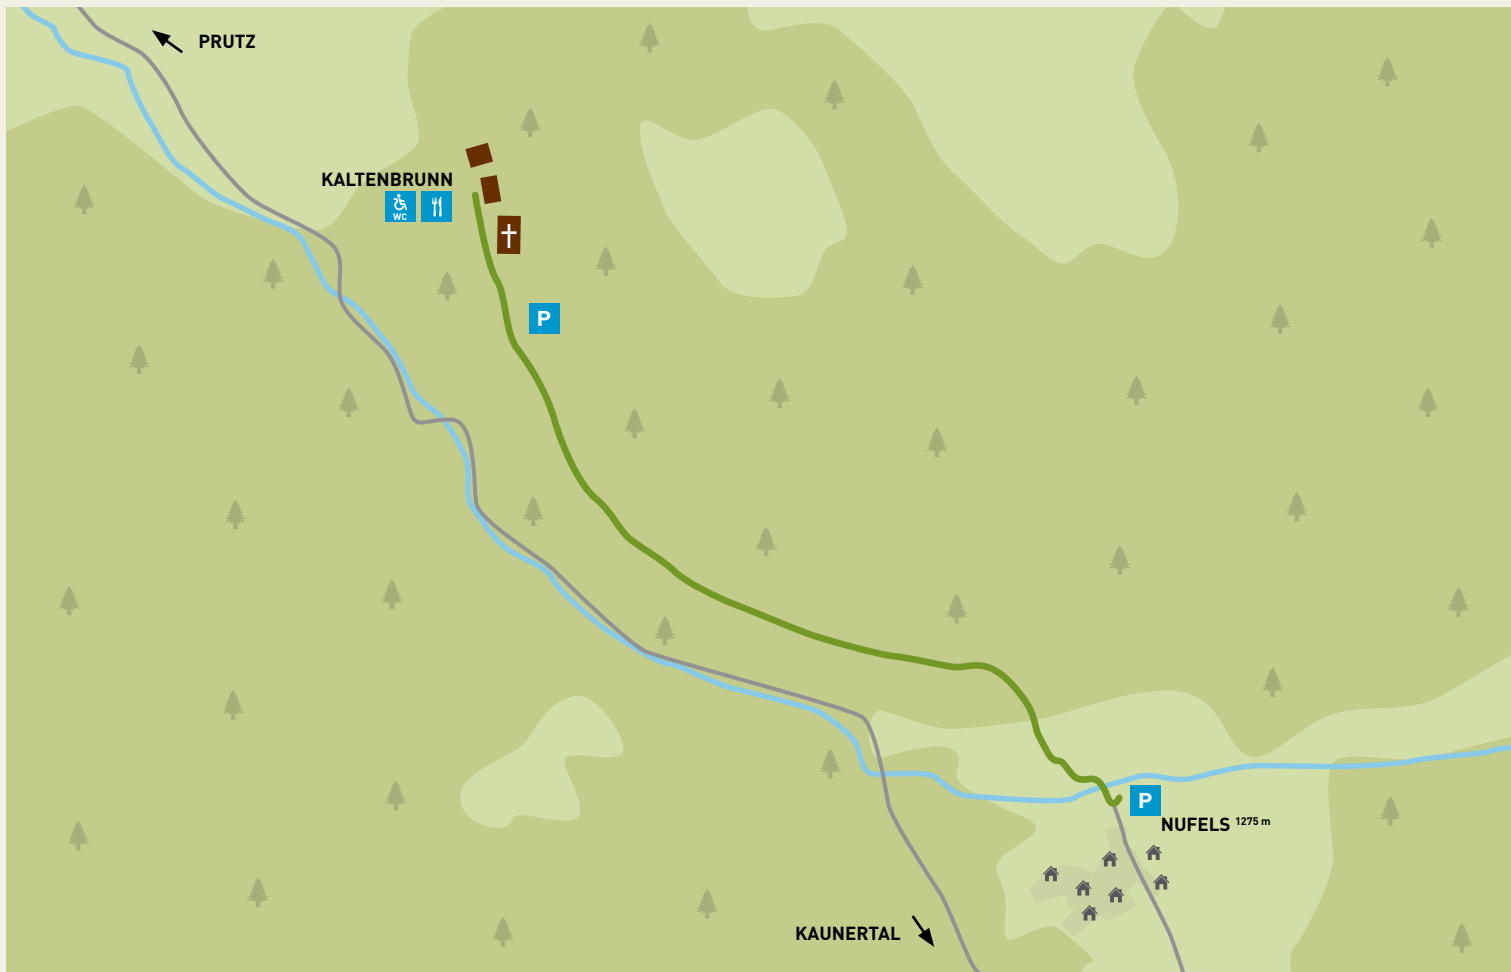 PRUTZ
KALTENBRUNN
WC
P
P
NUFELS 1275 m
KAUNERTAL